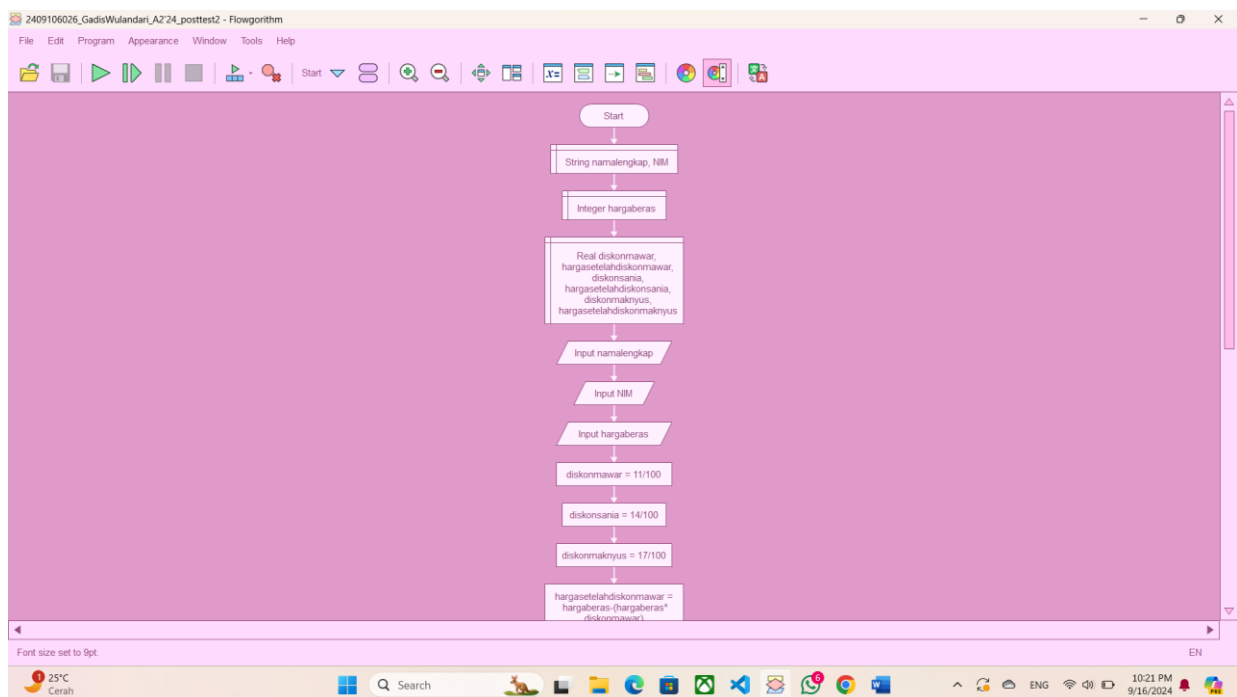 2409106026_GadisWulandari_A2'24_posttest2 - Flowgorithm
File Edit Program Appearance Window Tools Help
Start
Start
String namalengkap, NIM
Integer hargaberas
Real diskonmawar,
hargasetelahdiskonmawar,
diskonsania,
hargasetelahdiskonsania,
diskonmaknyus,
hargasetelahdiskonmaknyus
Input namalengkap
Input NIM
Input hargaberas
diskonmawar = 11/100
diskonsania = 14/100
diskonmaknyus = 17/100
hargasetelahdiskonmawar =
hargaberas-(hargaberas*
diskonmawar)
Font size set to 9pt.
EN
1
25°C
Cerah
Search
6
ENG
10:21 PM
9/16/2024